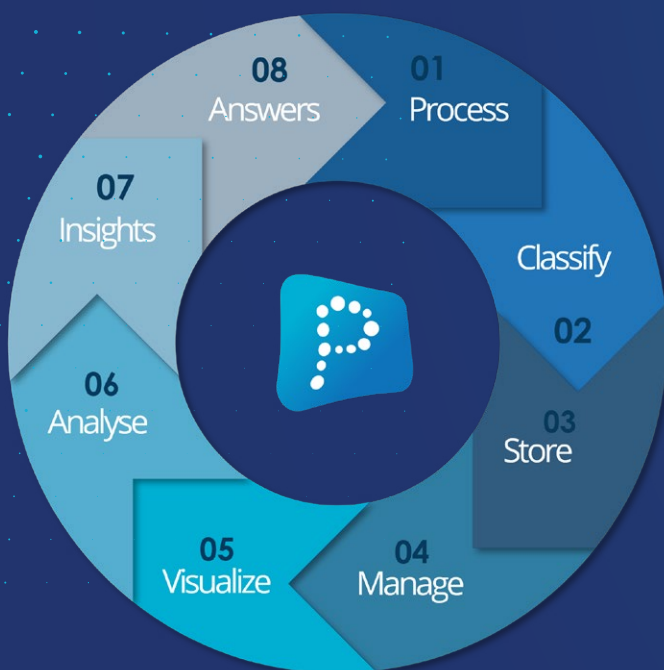 01
Process
Classify
02
03
Store
04
Manage
05
Visualize
06
Analyse
07
Insights
08
Answers
P